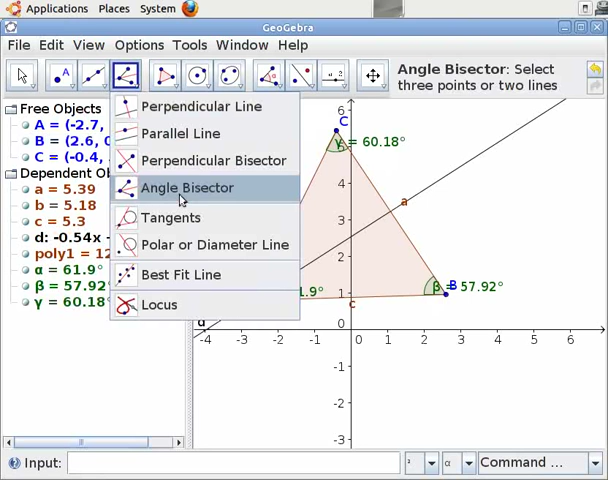 Applications Places System
GeoGebra
File Edit View Options Tools Window Help
Angle Bisector: Select
three points or two lines
Free Objects
A = (-2.7,
B = (2.6, 0
C = (-0.4,
Dependent Ob
a = 5.39
b = 5.18
c = 5.3
d: -0.54x
poly1 = 12
α = 61.9°
β = 57.92°
γ = 60.18°
Perpendicular Line
Parallel Line
Perpendicular Bisector
Angle Bisector
Tangents
Polar or Diameter Line
Best Fit Line
Locus
6
C
γ = 60.18°
4
a
3
2
1.9°
1
β = 57.92°
B
c
d
0
-4 -3 -2 -1 0 1 2 3 4 5 6
-1
-2
-3
Input:
² α Command ...